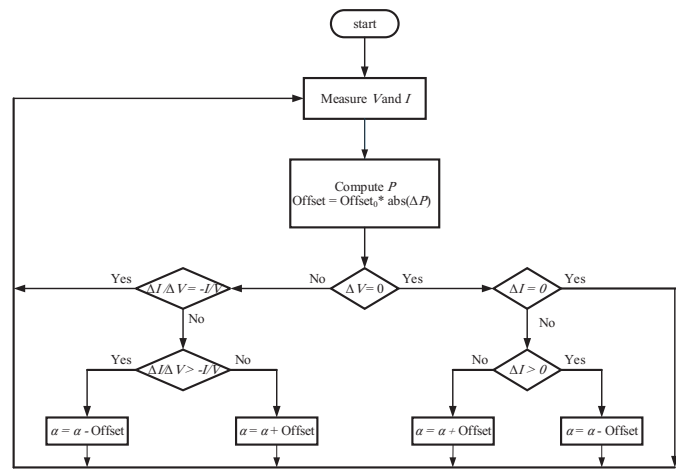 start
Measure V and I
Compute P
Offset = Offset₀* abs(ΔP)
Yes
ΔI/ΔV = -I/V
No
ΔV= 0
Yes
ΔI = 0
Yes
No
No
Yes
ΔI/ΔV > -I/V
No
No
ΔI > 0
Yes
α = α - Offset
α = α + Offset
α = α + Offset
α = α - Offset